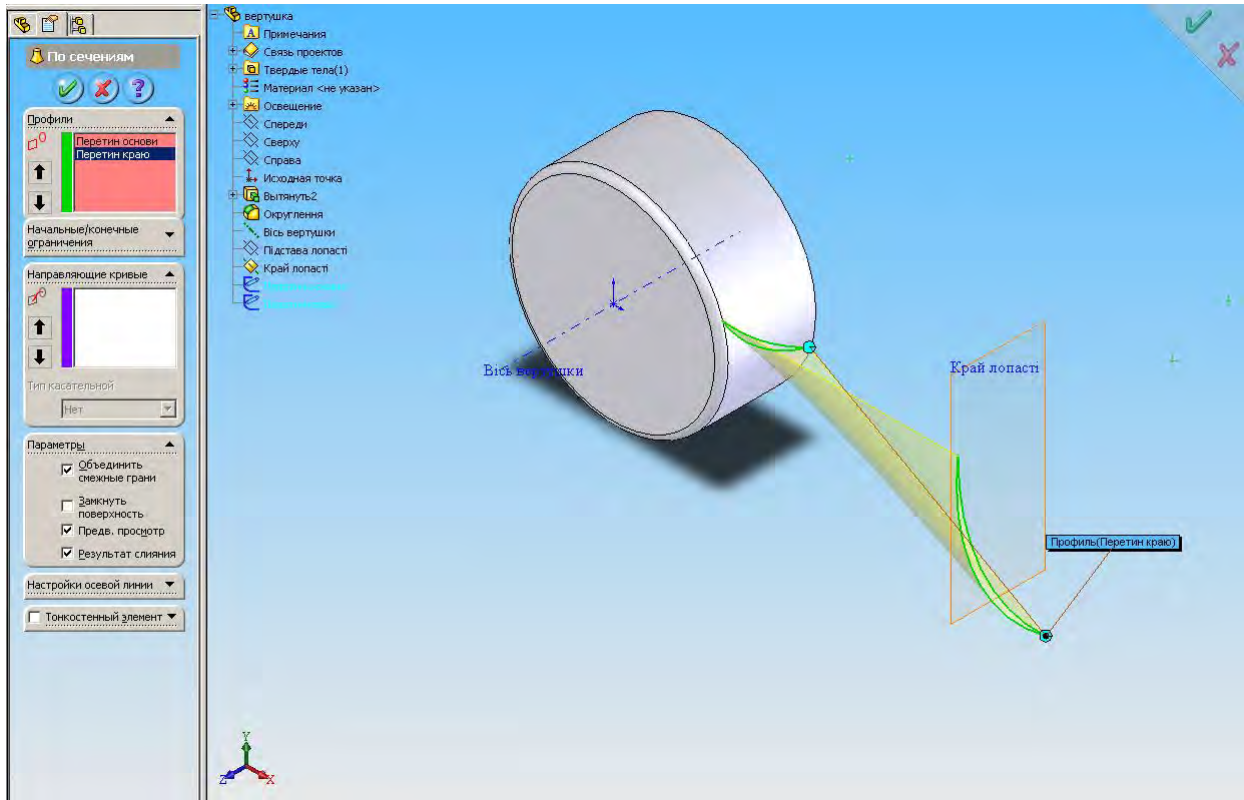 По сечениям
?
Профили
Перетин основи
Перетин краю
Начальные/конечные
ограничения
Направляющие кривые
Тип касательной
Нет
Параметры
Объединить
смежные грани
Замкнуть
поверхность
Предв. просмотр
Результат слияния
Настройки осевой линии
Тонкостенный элемент
вертушка
A Примечания
Связь проектов
Твердые тела(1)
Материал <не указан>
Освещение
Спереди
Сверху
Справа
Исходная точка
Вытянуть2
Округлення
Вісь вертушки
Підстава лопасті
Край лопасті
Вісь вертушки
Край лопасті
Профиль(Перетин краю)
Y
Z
X